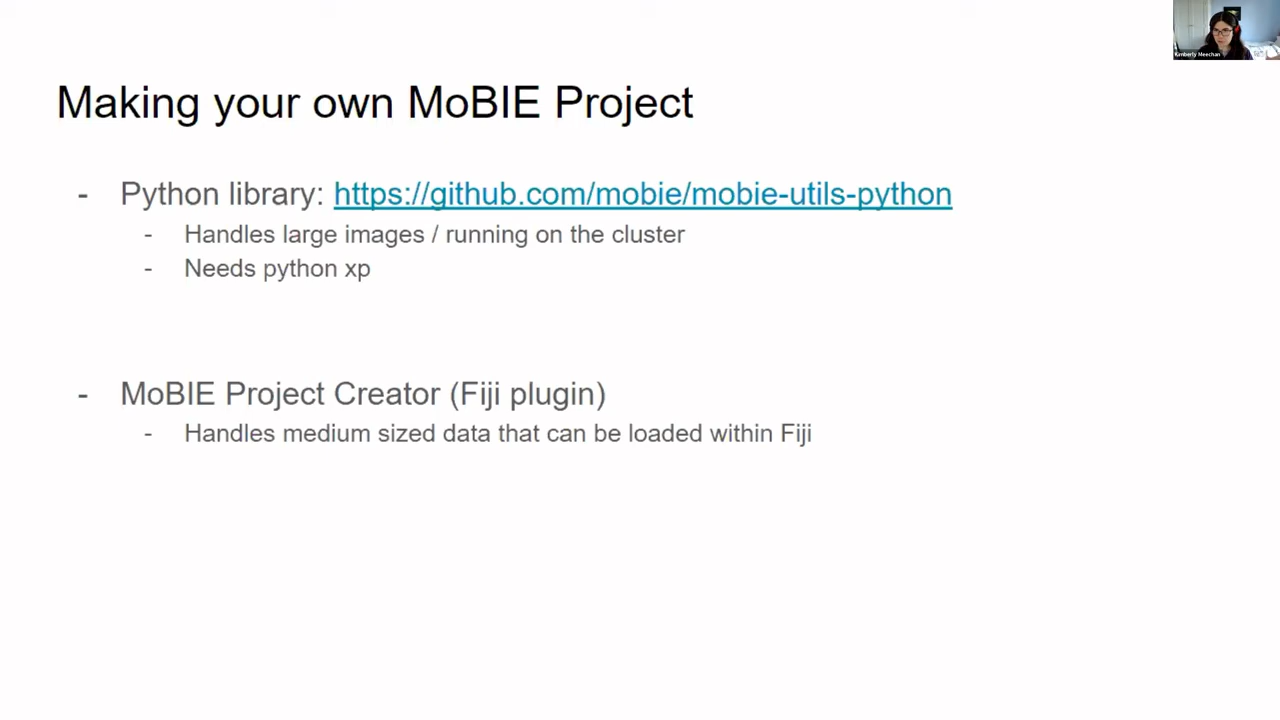 Kimberly Meechan
Making your own MoBIE Project
- Python library: https://github.com/mobie/mobie-utils-python
- Handles large images / running on the cluster
- Needs python xp
- MoBIE Project Creator (Fiji plugin)
- Handles medium sized data that can be loaded within Fiji